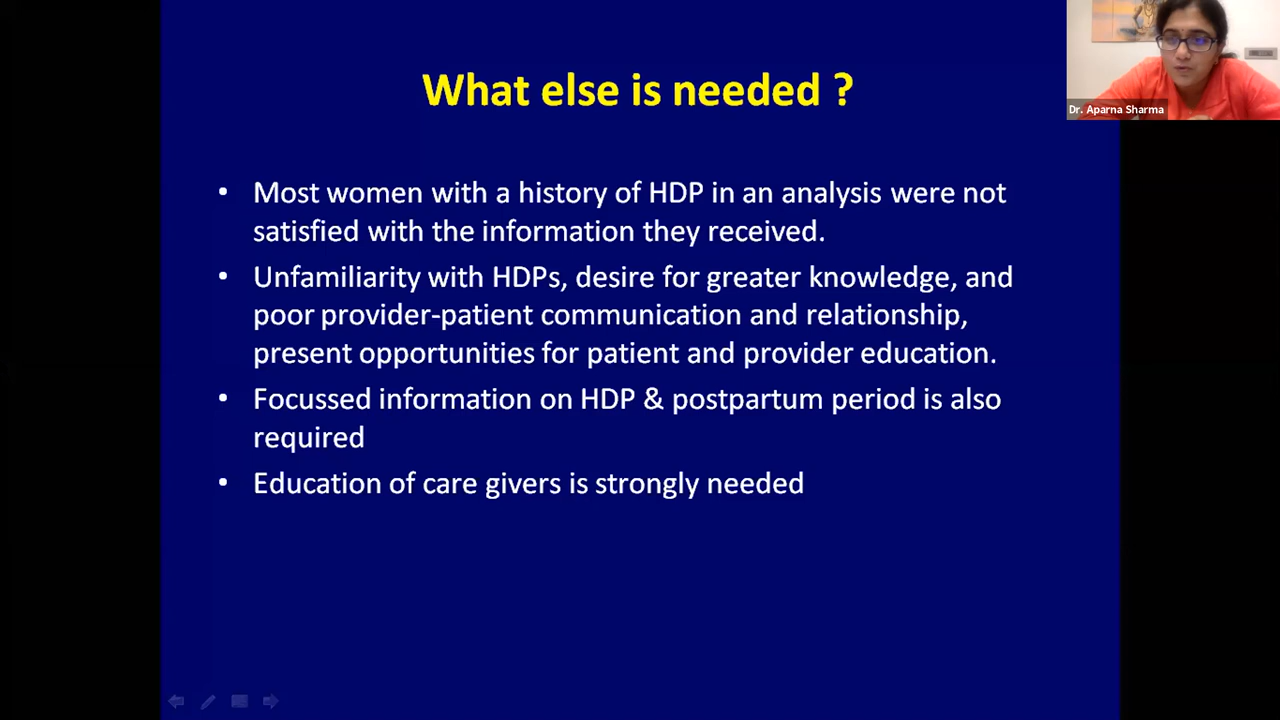 What else is needed ?
Dr. Aparna Sharma
• Most women with a history of HDP in an analysis were not
satisfied with the information they received.
• Unfamiliarity with HDPs, desire for greater knowledge, and
poor provider-patient communication and relationship,
present opportunities for patient and provider education.
• Focussed information on HDP & postpartum period is also
required
• Education of care givers is strongly needed